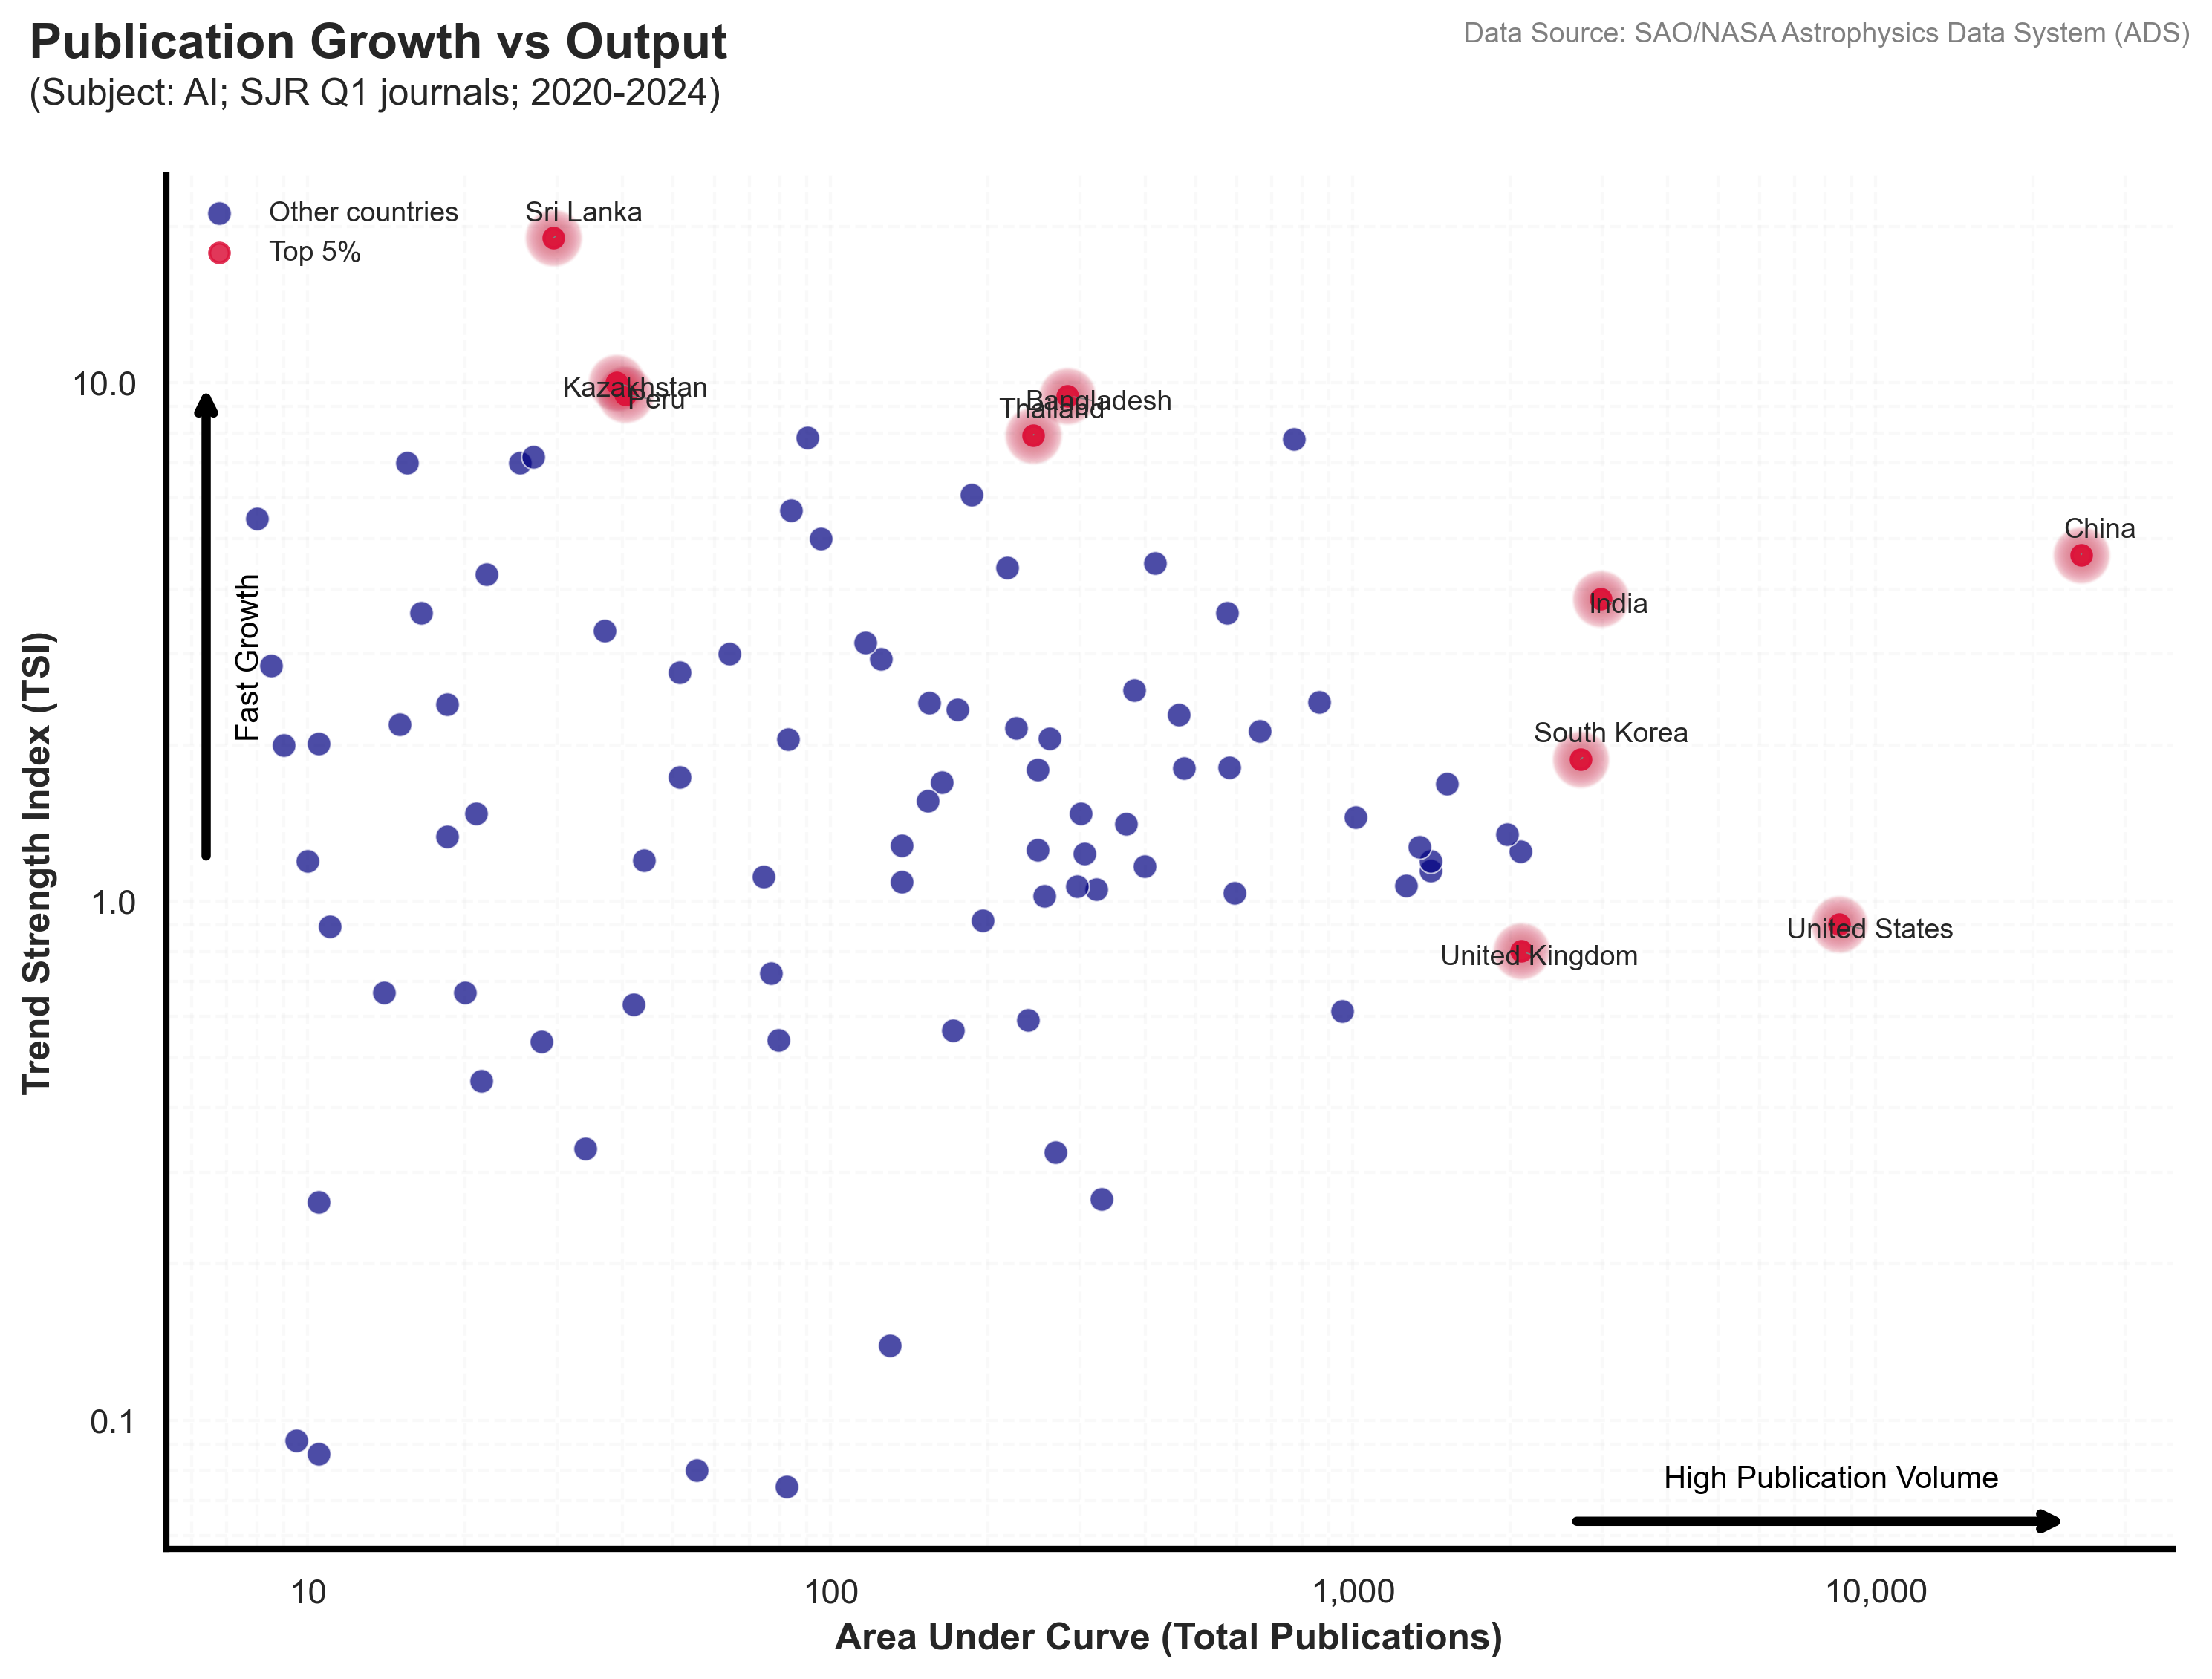 Publication Growth vs Output
Data Source: SAO/NASA Astrophysics Data System (ADS)
(Subject: AI; SJR Q1 journals; 2020-2024)
Other countries
Top 5%
Sri Lanka
Kazakhstan
Peru
Bangladesh
Thailand
China
India
South Korea
United States
United Kingdom
Fast Growth
High Publication Volume
Trend Strength Index (TSI)
10.0
1.0
0.1
10
100
1,000
10,000
Area Under Curve (Total Publications)